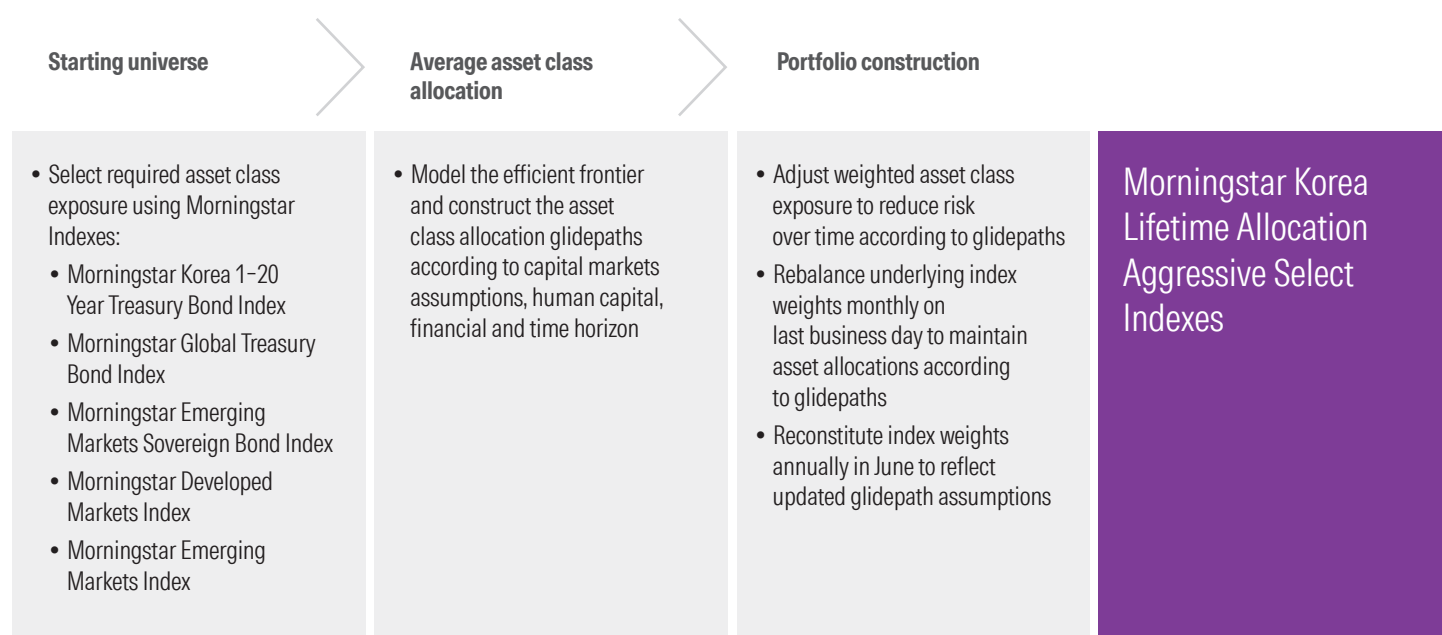 Starting universe
Average asset class
allocation
Portfolio construction
• Select required asset class
exposure using Morningstar
Indexes:
• Morningstar Korea 1–20
Year Treasury Bond Index
• Morningstar Global Treasury
Bond Index
• Morningstar Emerging
Markets Sovereign Bond Index
• Morningstar Developed
Markets Index
• Morningstar Emerging
Markets Index
• Model the efficient frontier
and construct the asset
class allocation glidepaths
according to capital markets
assumptions, human capital,
financial and time horizon
• Adjust weighted asset class
exposure to reduce risk
over time according to glidepaths
• Rebalance underlying index
weights monthly on
last business day to maintain
asset allocations according
to glidepaths
• Reconstitute index weights
annually in June to reflect
updated glidepath assumptions
Morningstar Korea
Lifetime Allocation
Aggressive Select
Indexes